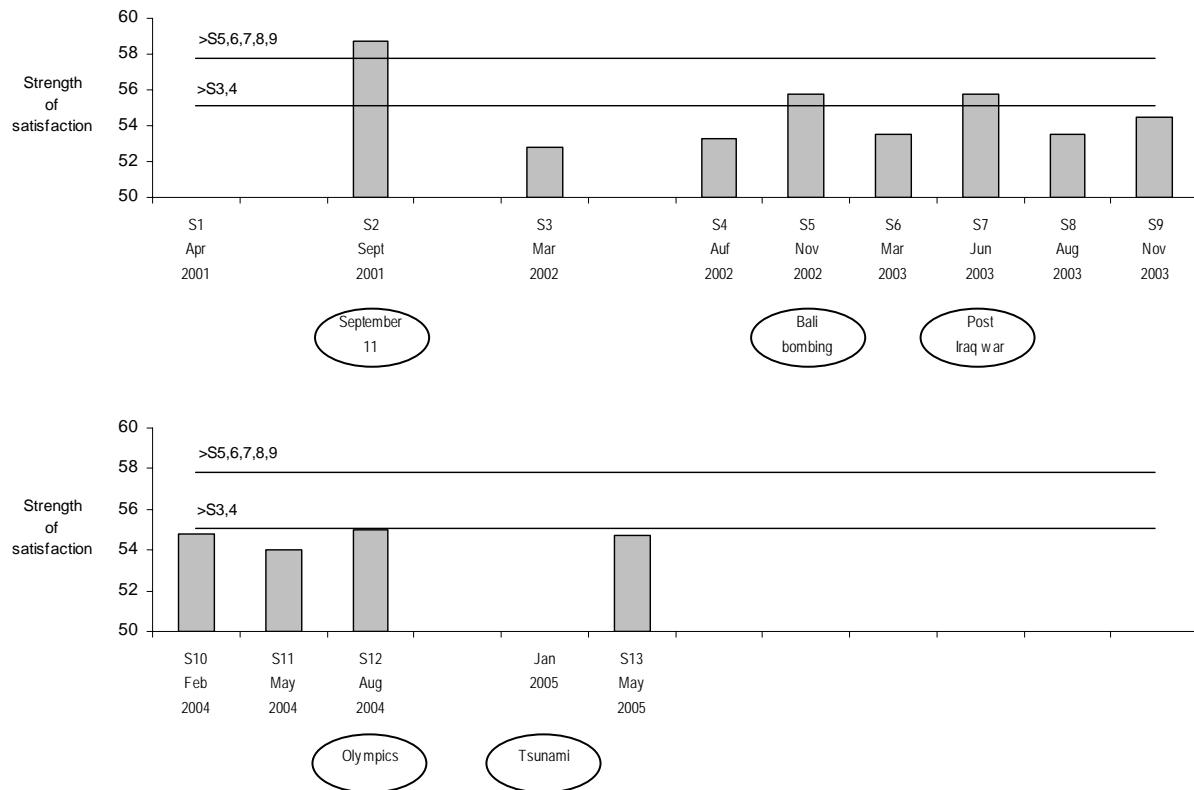 60
58
56
54
52
50
Strength
of
satisfaction
>S5,6,7,8,9
>S3,4
S1 S2 S3 S4 S5 S6 S7 S8 S9
Apr Sept Mar Auf Nov Mar Jun Aug Nov
2001 2001 2002 2002 2002 2003 2003 2003 2003
September Bali Post
11 bombing Iraq war
60
58
56
54
52
50
Strength
of
satisfaction
>S5,6,7,8,9
>S3,4
S10 S11 S12 Jan S13
Feb May Aug 2005 May
2004 2004 2004 2005
Olympics Tsunami